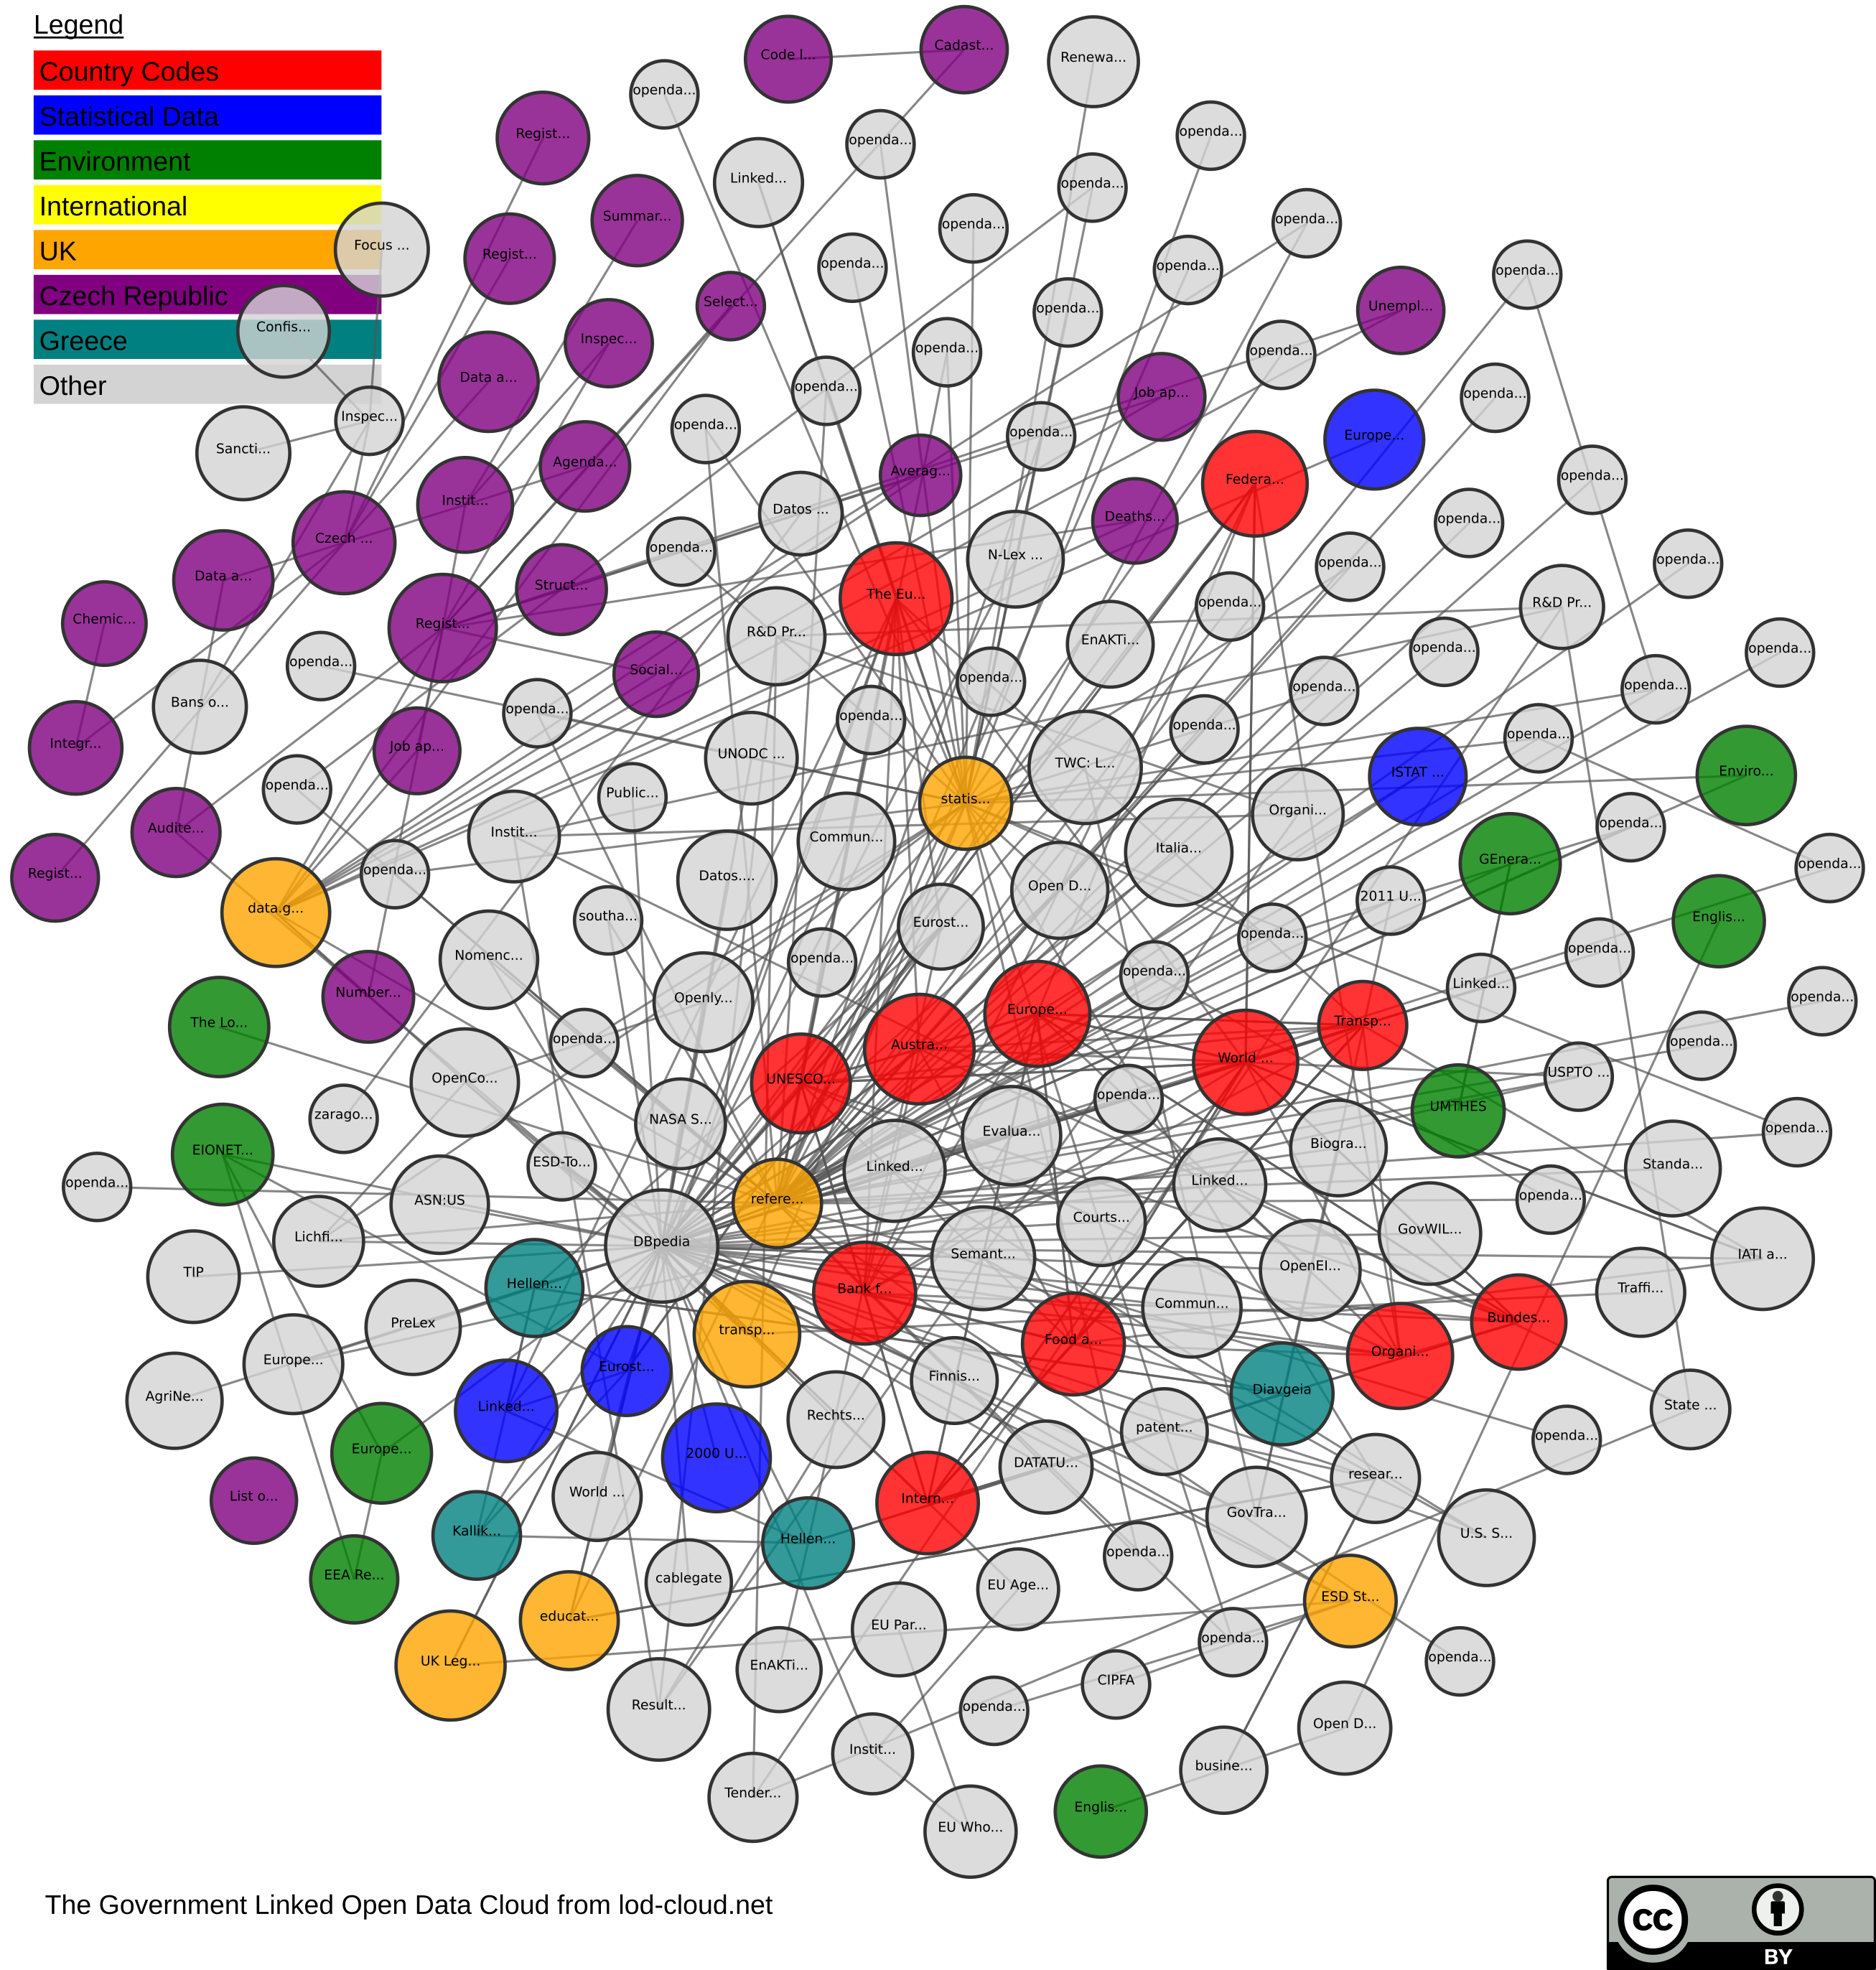 Legend
Country Codes
Statistical Data
Environment
International
UK
Czech Republic
Greece
Other
Code l...
Cadast...
Renewa...
openda...
Regist...
openda...
openda...
Linked...
openda...
Summar...
openda...
openda...
Focus ...
Regist...
openda...
openda...
openda...
Select...
openda...
Unempl...
Confis...
Inspec...
openda...
openda...
Data a...
openda...
Job ap...
openda...
Inspec...
openda...
openda...
Europe...
Sancti...
Agenda...
Averag...
Federa...
openda...
Instit...
Datos ...
Deaths...
openda...
Czech ...
openda...
N-Lex ...
openda...
openda...
Data a...
Struct...
The Eu...
openda...
R&D Pr...
Chemic...
Regist...
R&D Pr...
EnAKTi...
openda...
openda...
openda...
Social...
openda...
openda...
openda...
Bans o...
openda...
openda...
openda...
openda...
Integr...
Job ap...
UNODC ...
TWC: L...
ISTAT ...
Enviro...
openda...
Public...
statis...
Organi...
Audite...
Instit...
Commun...
Italia...
openda...
Regist...
openda...
Datos....
Open D...
GEnera...
openda...
2011 U...
data.g...
southa...
Eurost...
Englis...
openda...
Nomenc...
openda...
openda...
openda...
Number...
Openly...
Linked...
openda...
The Lo...
openda...
Europe...
Transp...
openda...
Austra...
World ...
OpenCo...
UNESCO...
USPTO ...
openda...
zarago...
NASA S...
UMTHES
EIONET...
ESD-To...
Linked...
Evalua...
Biogra...
openda...
openda...
ASN:US
refere...
Linked...
Standa...
openda...
Lichfi...
DBpedia
Courts...
GovWIL...
TIP
Semant...
OpenEI...
IATI a...
Hellen...
Bank f...
Commun...
Traffi...
PreLex
transp...
Food a...
Bundes...
Europe...
Eurost...
Organi...
AgriNe...
Linked...
Finnis...
Diavgeia
State ...
Rechts...
patent...
openda...
Europe...
2000 U...
DATATU...
resear...
List o...
World ...
Intern...
GovTra...
U.S. S...
Kallik...
Hellen...
openda...
EEA Re...
cablegate
EU Age...
educat...
EU Par...
ESD St...
UK Leg...
EnAKTi...
openda...
openda...
CIPFA
Result...
openda...
Open D...
Instit...
busine...
Tender...
EU Who...
Englis...
The Government Linked Open Data Cloud from lod-cloud.net
cc
BY